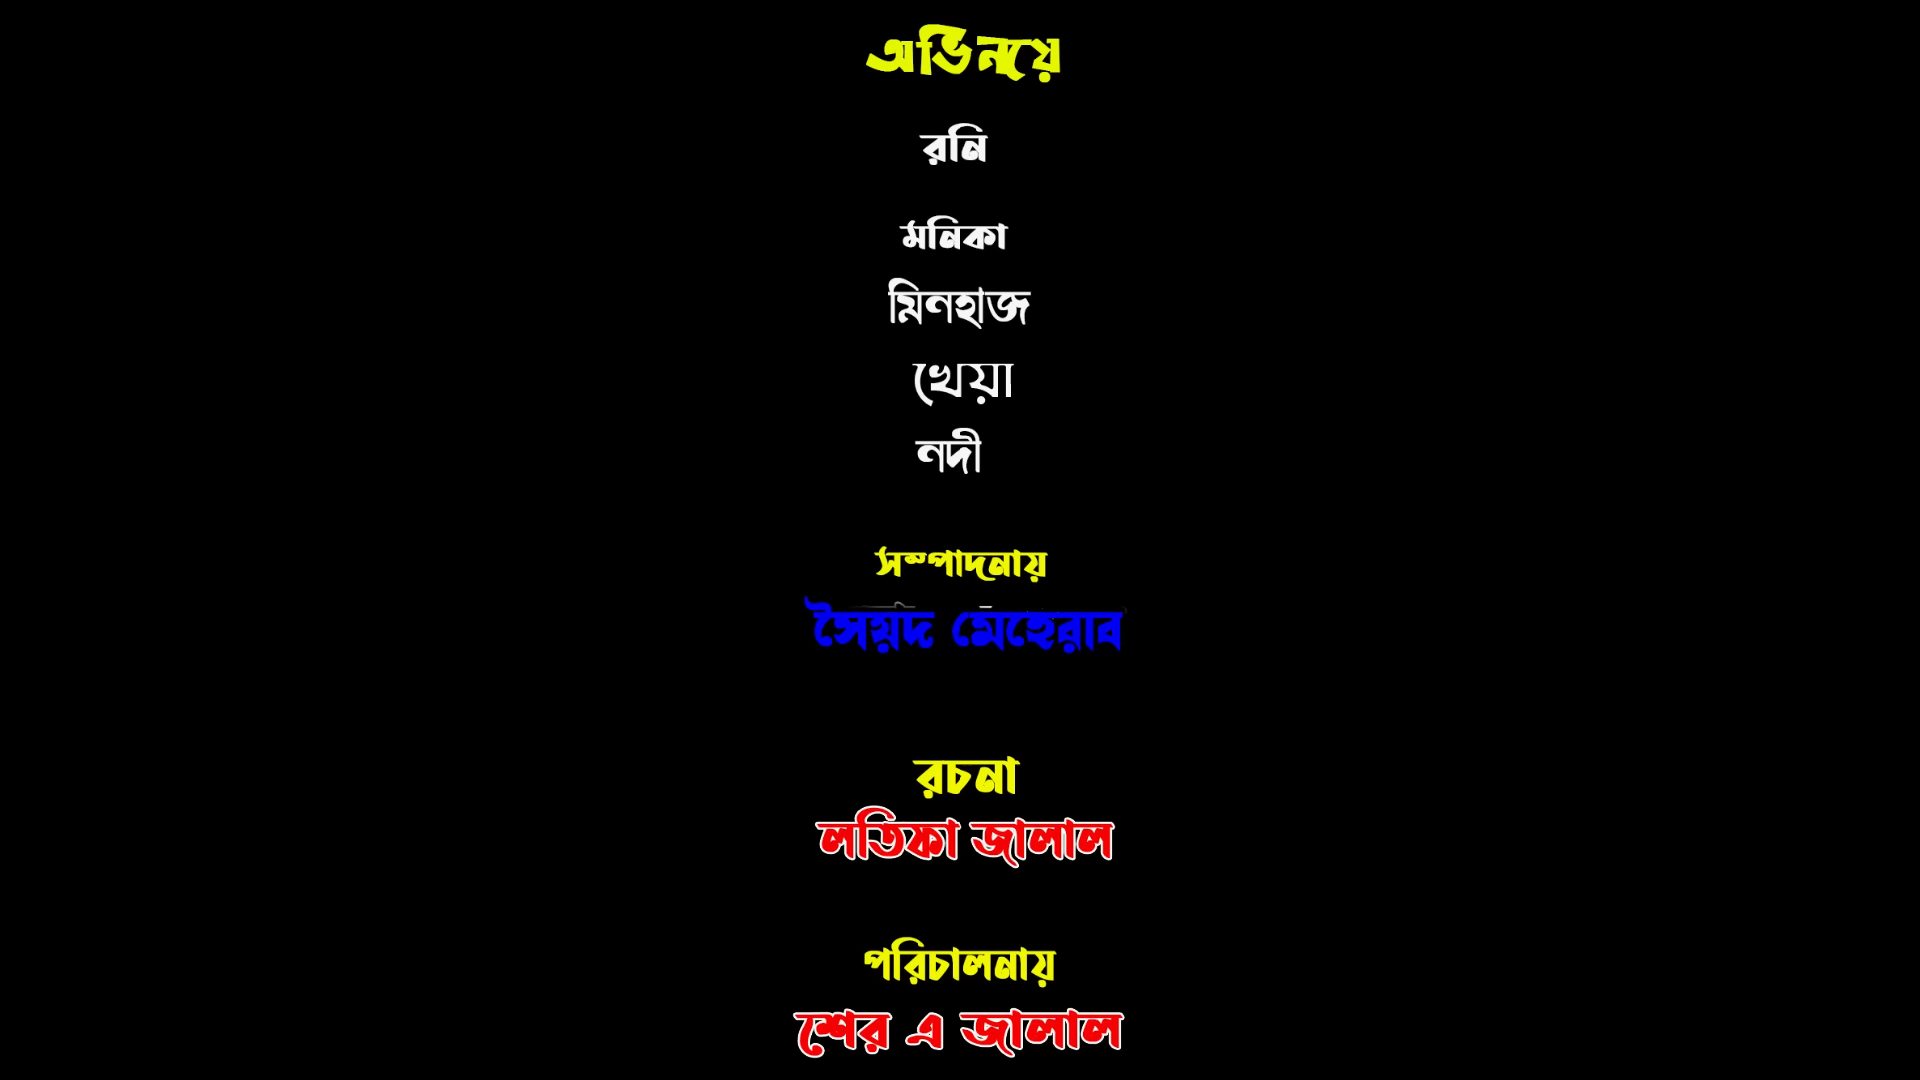 অভিনয়ে
রনি
মনিকা
মিনহাজ
খেয়া
নদী
সম্পাদনায়
সৈয়দ মেহেরাব
রচনা
লতিফা জালাল
পরিচালনায়
শের এ জালাল